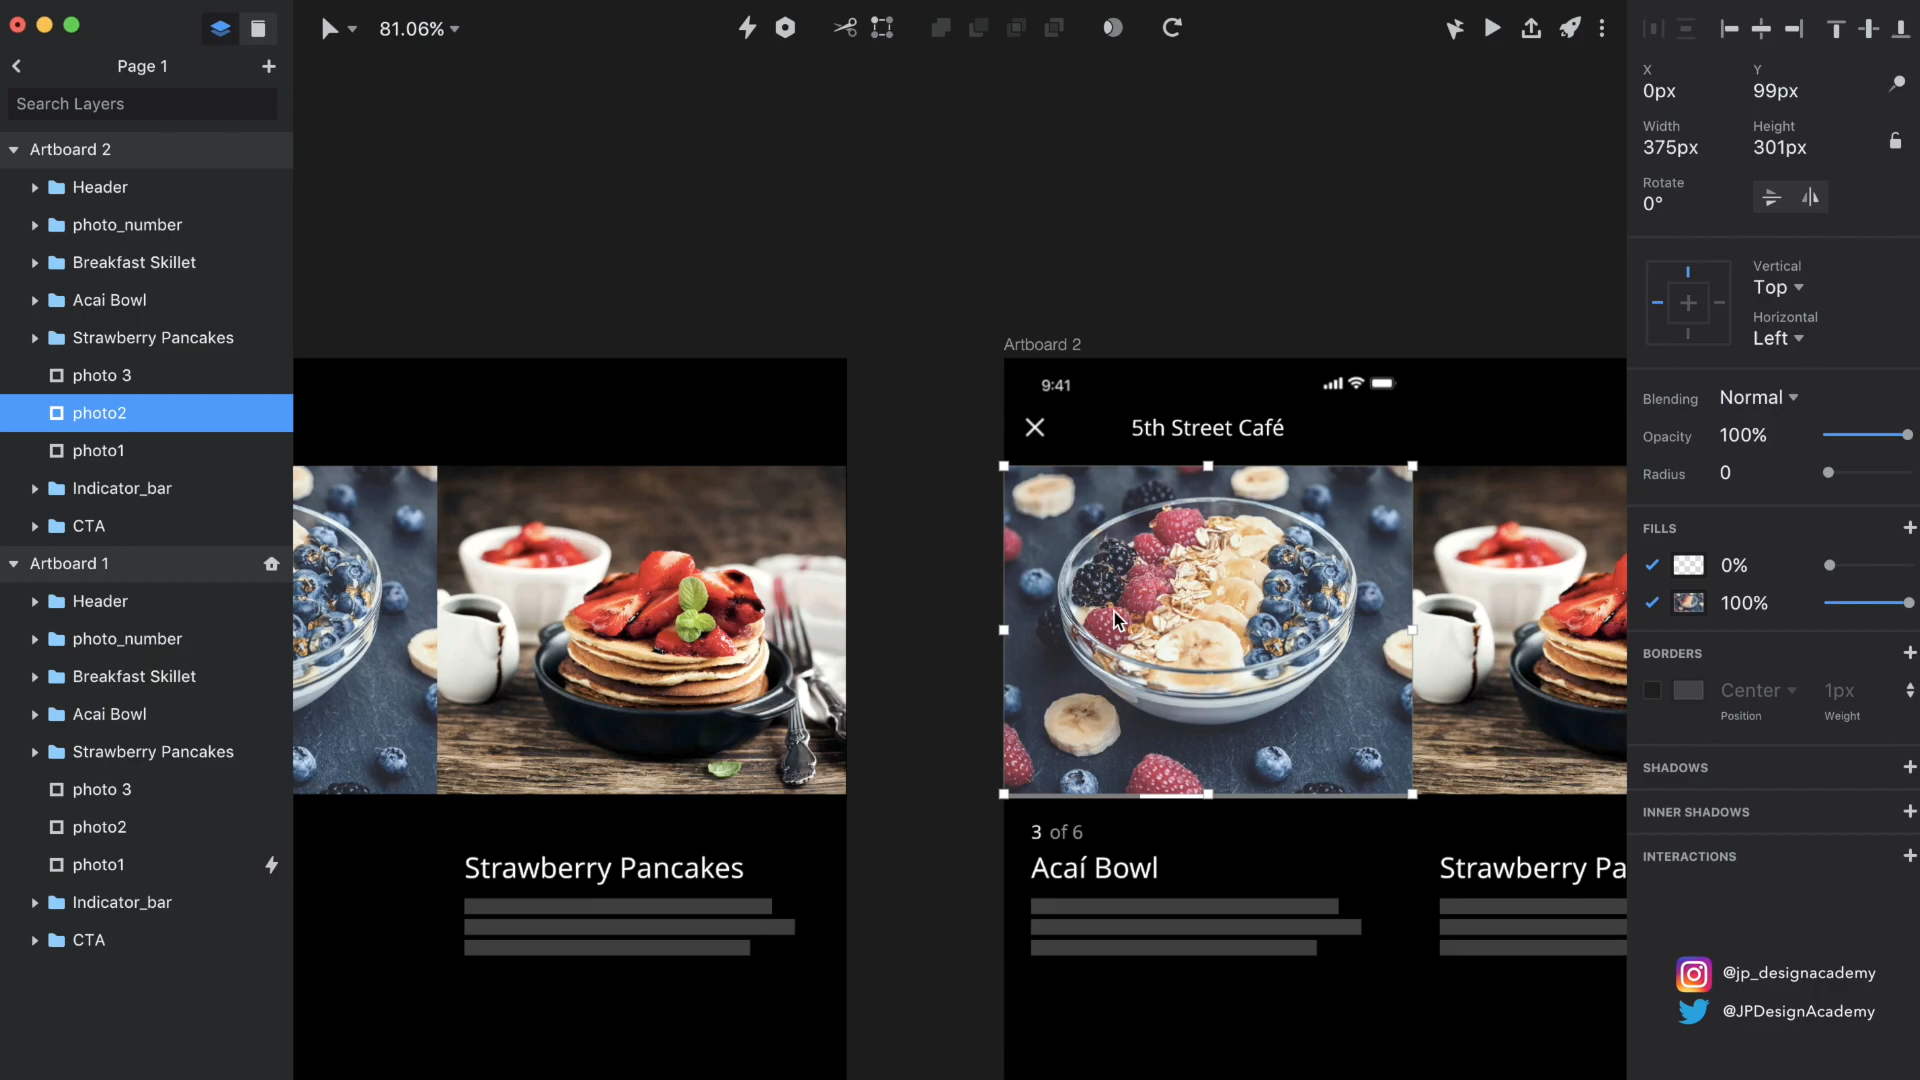 81.06%
Page 1
Search Layers
Artboard 2
Header
photo_number
Breakfast Skillet
Acai Bowl
Strawberry Pancakes
photo 3
photo2
photo1
Indicator_bar
CTA
Artboard 1
Header
photo_number
Breakfast Skillet
Acai Bowl
Strawberry Pancakes
photo 3
photo2
photo1
Indicator_bar
CTA
Strawberry Pancakes
Artboard 2
9:41
5th Street Café
3 of 6
Acaí Bowl
Strawberry Pa
X Y
0px 99px
Width Height
375px 301px
Rotate
0°
Vertical
Top
Horizontal
Left
Blending Normal
Opacity 100%
Radius 0
FILLS
0%
100%
BORDERS
Center 1px
Position Weight
SHADOWS
INNER SHADOWS
INTERACTIONS
@jp_designacademy
@JPDesignAcademy